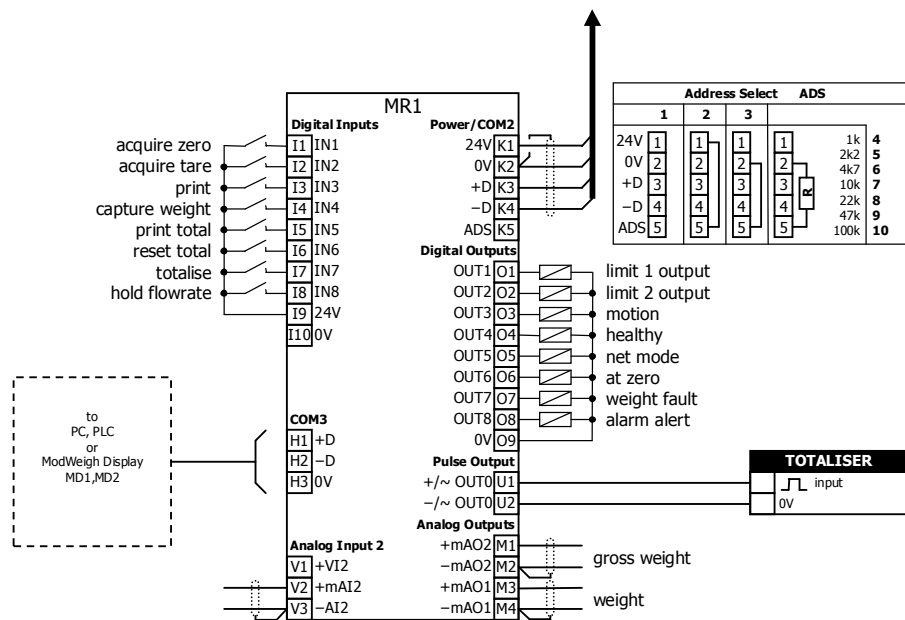 MR1
Digital Inputs
acquire zero I1 IN1
acquire tare I2 IN2
print I3 IN3
capture weight I4 IN4
print total I5 IN5
reset total I6 IN6
totalise I7 IN7
hold flowrate I8 IN8
I9 24V
I10 0V
Power/COM2
24V K1
0V K2
+D K3
−D K4
ADS K5
Address Select ADS
1 2 3
24V 1 1 1 1 1k 4
0V 2 2 2 2 2k2 5
+D 3 3 3 3 R 4k7 6
−D 4 4 4 4 10k 7
ADS 5 5 5 5 22k 8
47k 9
100k 10
Digital Outputs
OUT1 O1 limit 1 output
OUT2 O2 limit 2 output
OUT3 O3 motion
OUT4 O4 healthy
OUT5 O5 net mode
OUT6 O6 at zero
OUT7 O7 weight fault
OUT8 O8 alarm alert
0V O9
to
PC, PLC
or
ModWeigh Display
MD1,MD2
COM3
H1 +D
H2 −D
H3 0V
Pulse Output
+/~ OUT0 U1
−/~ OUT0 U2
TOTALISER
input
0V
Analog Input 2
V1 +VI2
V2 +mAI2
V3 −AI2
Analog Outputs
+mAO2 M1
−mAO2 M2
gross weight
+mAO1 M3
−mAO1 M4
weight